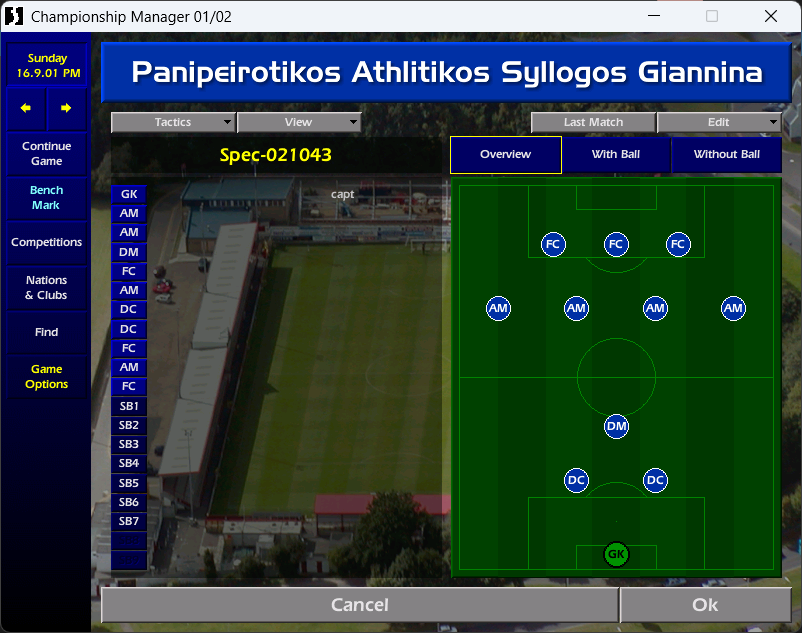 Championship Manager 01/02
Sunday
16.9.01 PM
Continue
Game
Bench
Mark
Competitions
Nations
& Clubs
Find
Game
Options
Panipeirotikos Athlitikos Syllogos Giannina
Tactics View Last Match Edit
Spec-021043
Overview With Ball Without Ball
GK capt
AM
AM
DM
FC
AM
DC
DC
FC
AM
FC
SB1
SB2
SB3
SB4
SB5
SB6
SB7
FC FC FC
AM AM AM AM
DM
DC DC
GK
Cancel Ok